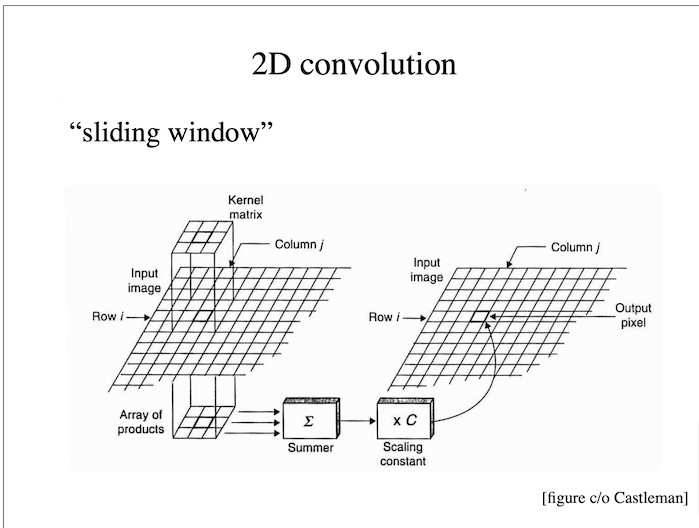 2D convolution
“sliding window”
Kernel
matrix
Column j
Input
image
Row i
Array of
products
Σ
Summer
x C
Scaling
constant
Input
image
Column j
Row i
Output
pixel
[figure c/o Castleman]